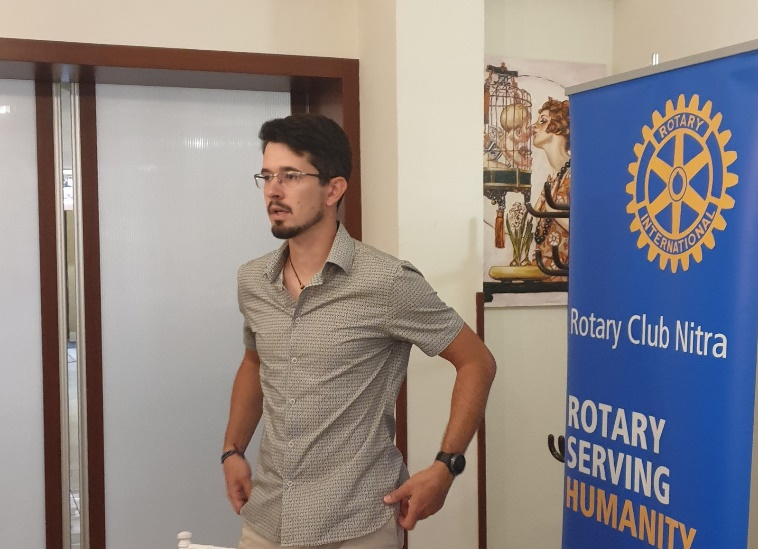 ROTARY
INTERNATIONAL
Rotary Club Nitra
ROTARY
SERVING
HUMANITY